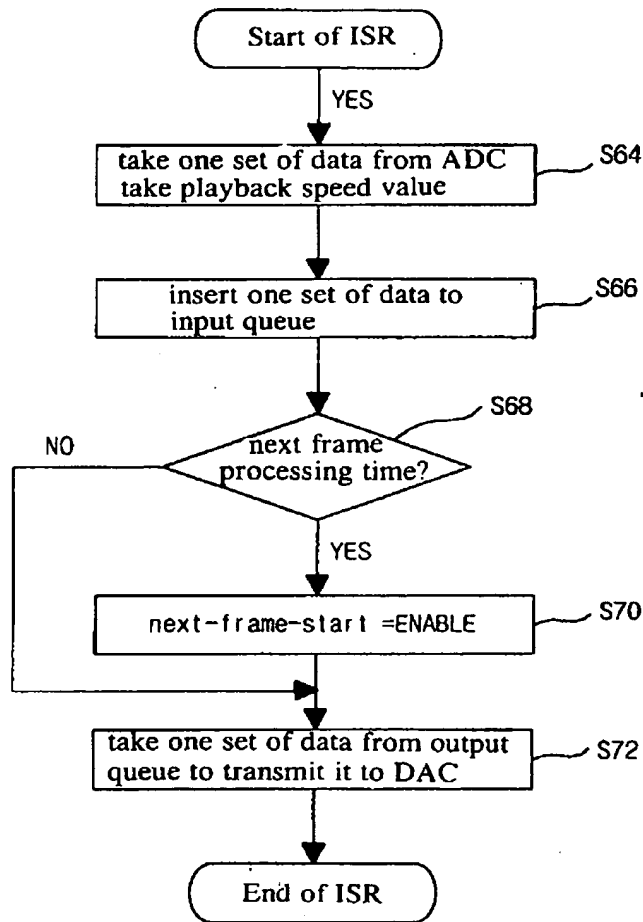 Start of ISR
YES
take one set of data from ADC
take playback speed value
S64
insert one set of data to
input queue
S66
S68
NO
next frame
processing time?
YES
next-frame-start =ENABLE
S70
take one set of data from output
queue to transmit it to DAC
S72
End of ISR